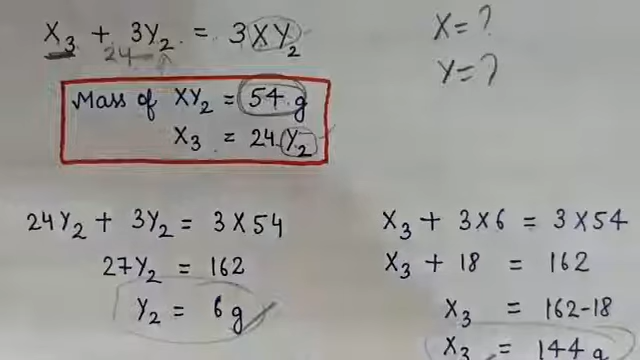 X₃ + 3Y₂ = 3XY₂
24
X = ?
Y = ?
Mass of XY₂ = 54 g
X₃ = 24 Y₂
24Y₂ + 3Y₂ = 3 X 54
27Y₂ = 162
Y₂ = 6 g
X₃ + 3 X 6 = 3 X 54
X₃ + 18 = 162
X₃ = 162-18
X₃ = 144 g